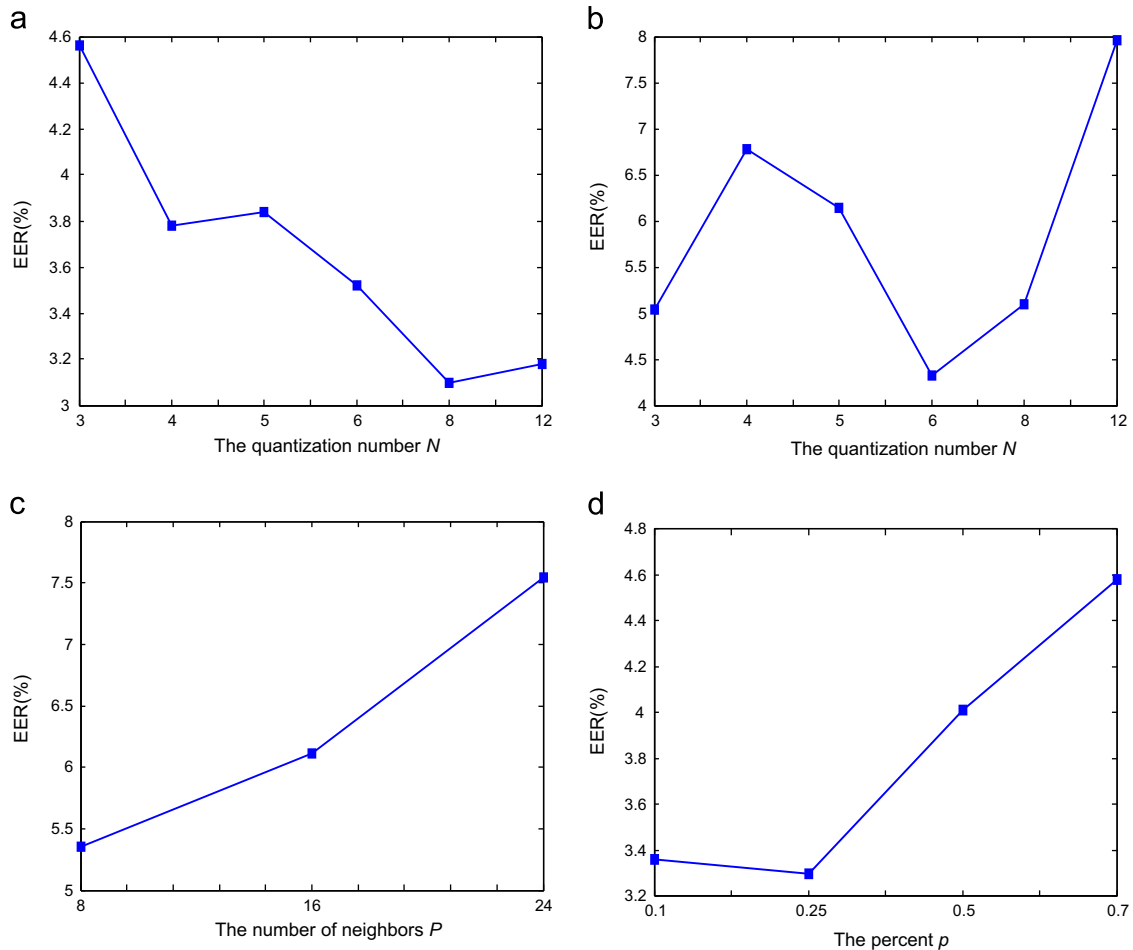 a
4.6
4.4
4.2
4
3.8
3.6
3.4
3.2
3
EER(%)
3 4 5 6 8 12
The quantization number N
b
8
7.5
7
6.5
6
5.5
5
4.5
4
EER(%)
3 4 5 6 8 12
The quantization number N
c
8
7.5
7
6.5
6
5.5
5
EER(%)
8 16 24
The number of neighbors P
d
4.8
4.6
4.4
4.2
4
3.8
3.6
3.4
3.2
EER(%)
0.1 0.25 0.5 0.7
The percent p